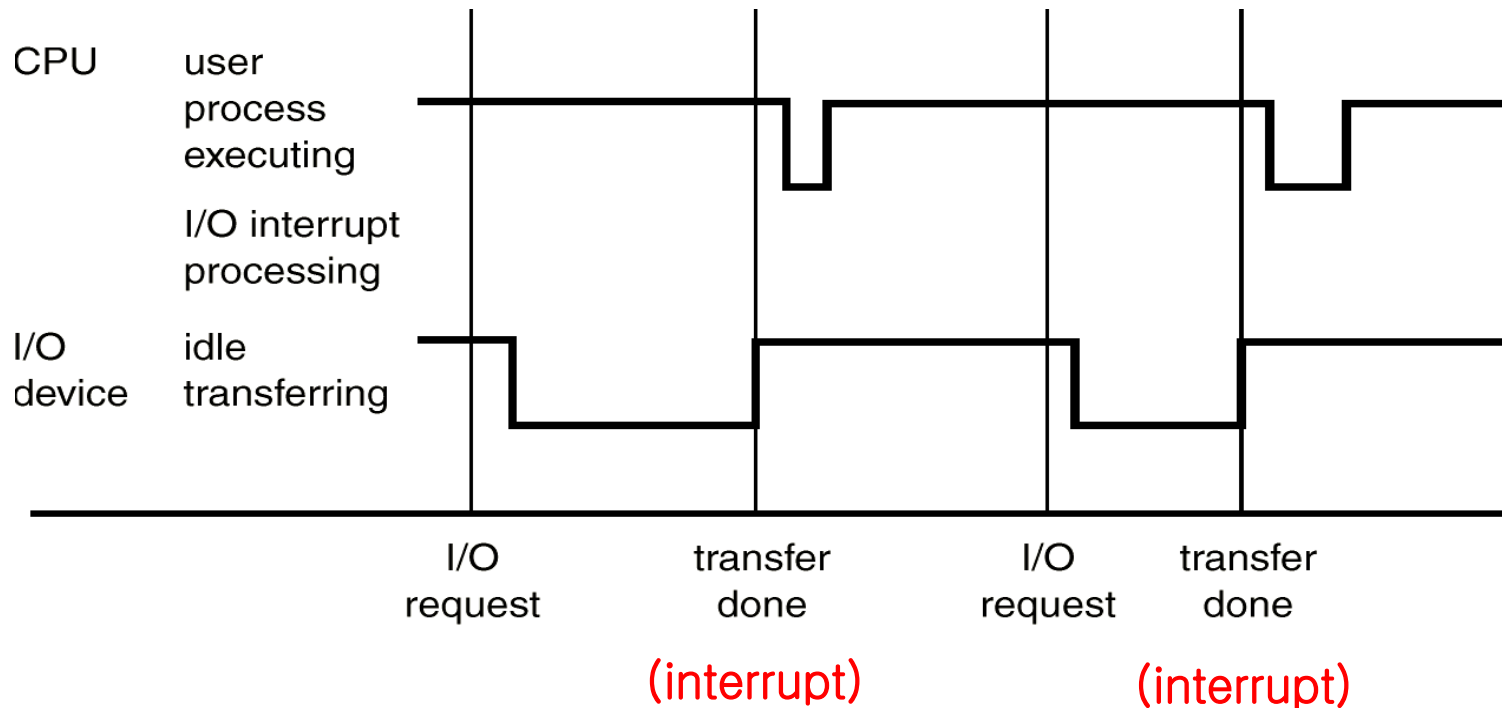 CPU user
process
executing
I/O interrupt
processing
I/O idle
device transferring
I/O transfer I/O transfer
request done request done
(interrupt) (interrupt)